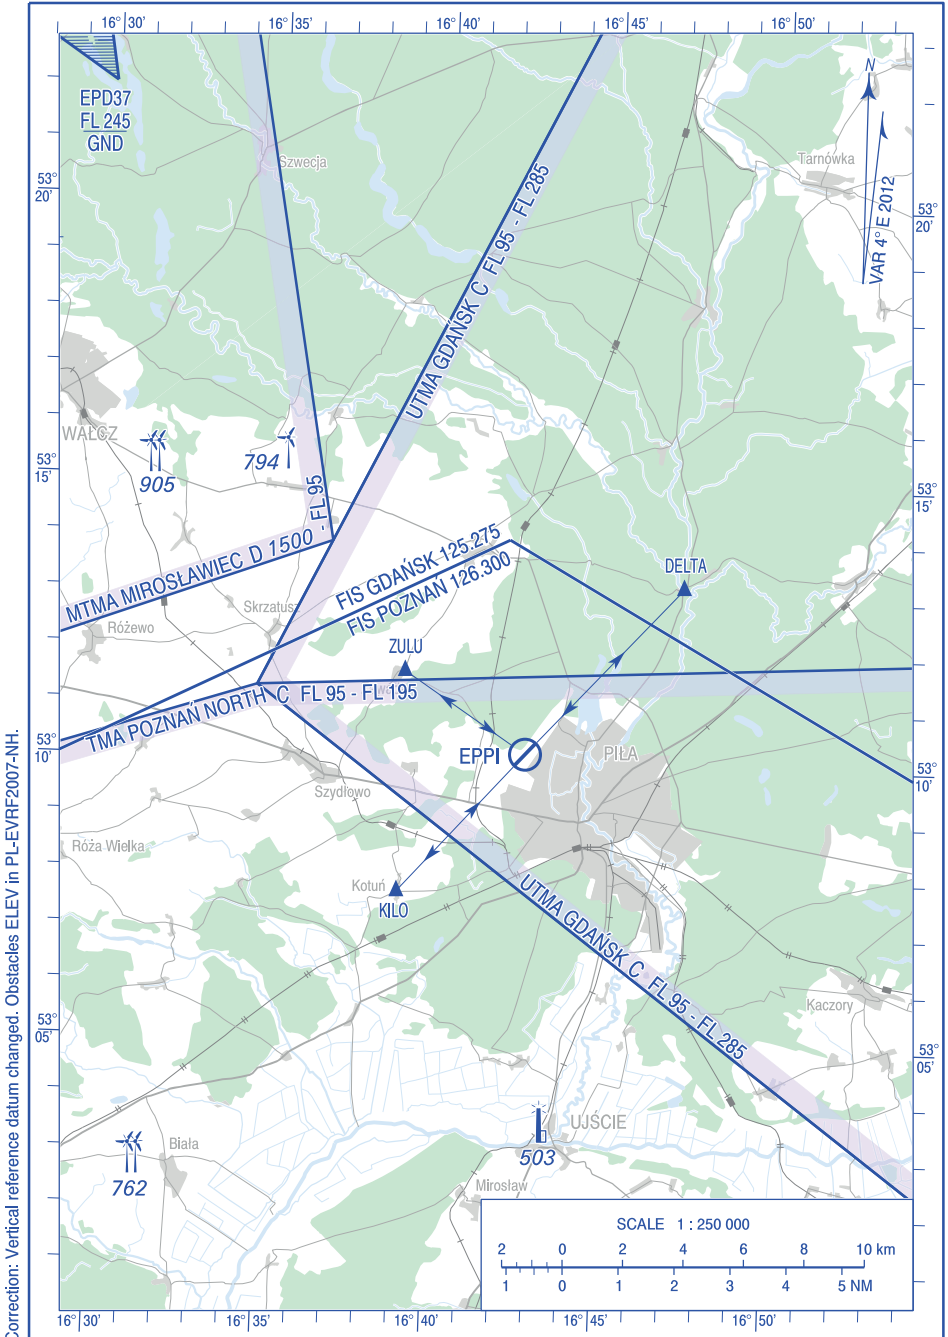 16° 30'
16° 35'
16° 40'
16° 45'
16° 50'
N
EPD37
FL 245
GND
Szwecja
Tarnówka
53°
20'
53°
20'
VAR 4° E 2012
UTMA GDAŃSK C FL 95 - FL 285
WAŁCZ
905
794
53°
15'
53°
15'
MTMA MIROSŁAWIEC D 1500 - FL 95
FIS GDAŃSK 125.275
FIS POZNAŃ 126.300
DELTA
Skrzatusz
Różewo
ZULU
TMA POZNAŃ NORTH C FL 95 - FL 195
53°
10'
EPPI
PIŁA
53°
10'
Szydłowo
Róża Wielka
Kotuń
KILO
UTMA GDAŃSK C FL 95 - FL 285
Kaczory
53°
05'
53°
05'
UJŚCIE
503
Biała
762
Mirosław
SCALE 1 : 250 000
2 0 2 4 6 8 10 km
1 0 1 2 3 4 5 NM
16° 30'
16° 35'
16° 40'
16° 45'
16° 50'
Correction: Vertical reference datum changed. Obstacles ELEV in PL-EVRF2007-NH.